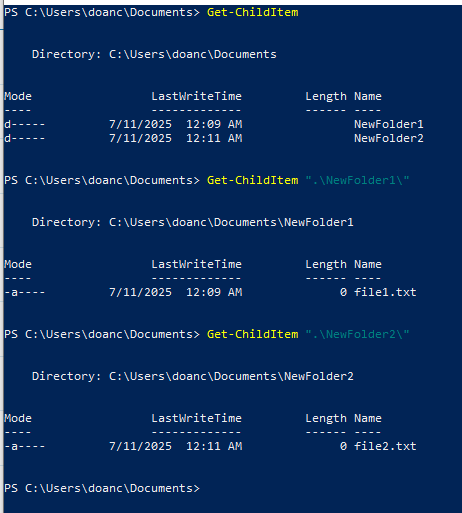 PS C:\Users\doanc\Documents> Get-ChildItem
Directory: C:\Users\doanc\Documents
Mode LastWriteTime Length Name
---- ------------- ------ ----
d----- 7/11/2025 12:09 AM NewFolder1
d----- 7/11/2025 12:11 AM NewFolder2
PS C:\Users\doanc\Documents> Get-ChildItem ".\NewFolder1\"
Directory: C:\Users\doanc\Documents\NewFolder1
Mode LastWriteTime Length Name
---- ------------- ------ ----
-a---- 7/11/2025 12:09 AM 0 file1.txt
PS C:\Users\doanc\Documents> Get-ChildItem ".\NewFolder2\"
Directory: C:\Users\doanc\Documents\NewFolder2
Mode LastWriteTime Length Name
---- ------------- ------ ----
-a---- 7/11/2025 12:11 AM 0 file2.txt
PS C:\Users\doanc\Documents>